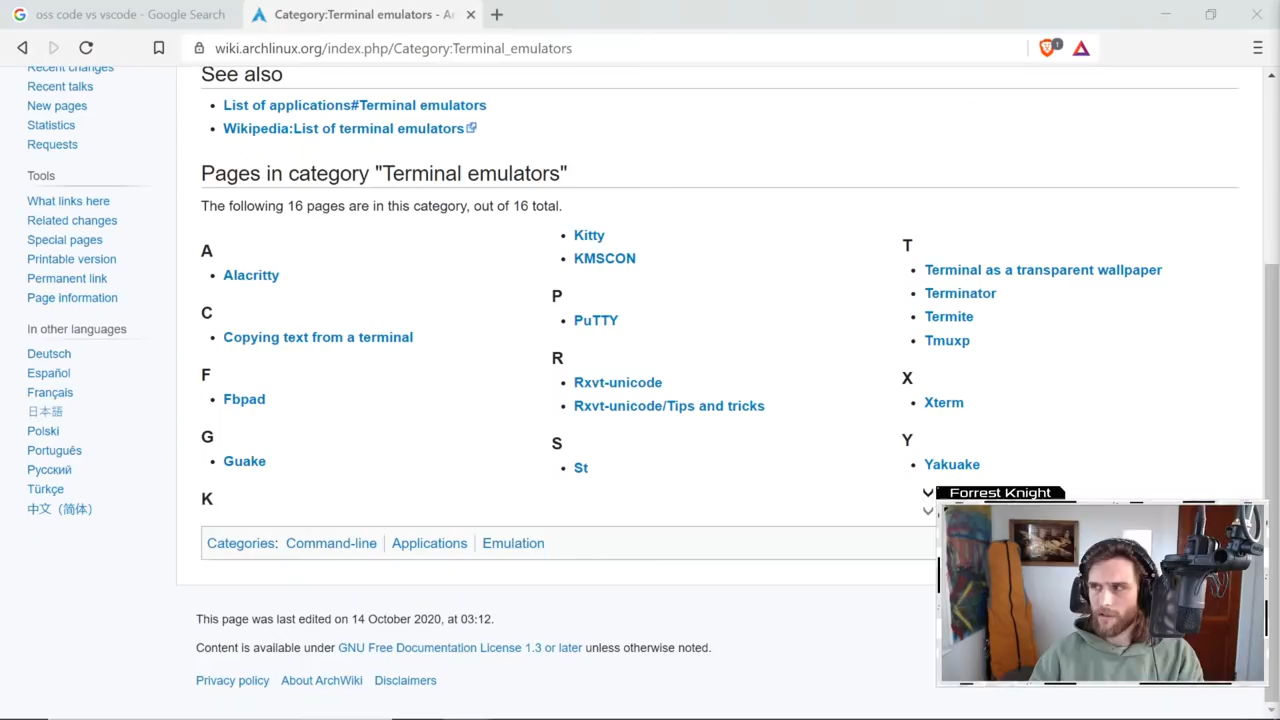 oss code vs vscode - Google Search
Category:Terminal emulators - Ar
wiki.archlinux.org/index.php/Category:Terminal_emulators
1
Recent changes
Recent talks
New pages
Statistics
Requests
Tools
What links here
Related changes
Special pages
Printable version
Permanent link
Page information
In other languages
Deutsch
Español
Français
日本語
Polski
Português
Русский
Türkçe
中文（简体）
See also
List of applications#Terminal emulators
Wikipedia:List of terminal emulators
Pages in category "Terminal emulators"
The following 16 pages are in this category, out of 16 total.
A
Alacritty
C
Copying text from a terminal
F
Fbpad
G
Guake
K
Kitty
KMSCON
P
PuTTY
R
Rxvt-unicode
Rxvt-unicode/Tips and tricks
S
St
T
Terminal as a transparent wallpaper
Terminator
Termite
Tmuxp
X
Xterm
Y
Yakuake
Categories: Command-line Applications Emulation
This page was last edited on 14 October 2020, at 03:12.
Content is available under GNU Free Documentation License 1.3 or later unless otherwise noted.
Privacy policy About ArchWiki Disclaimers
Forrest Knight